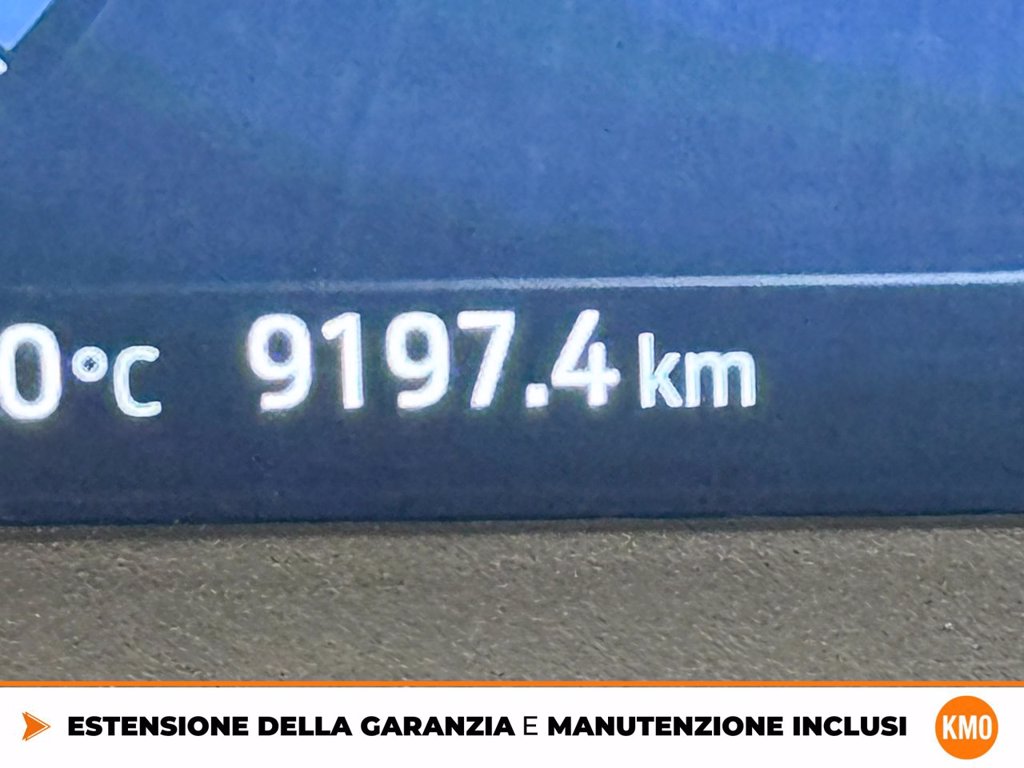 0°C 9197.4 km
ESTENSIONE DELLA GARANZIA E MANUTENZIONE INCLUSI
KM0